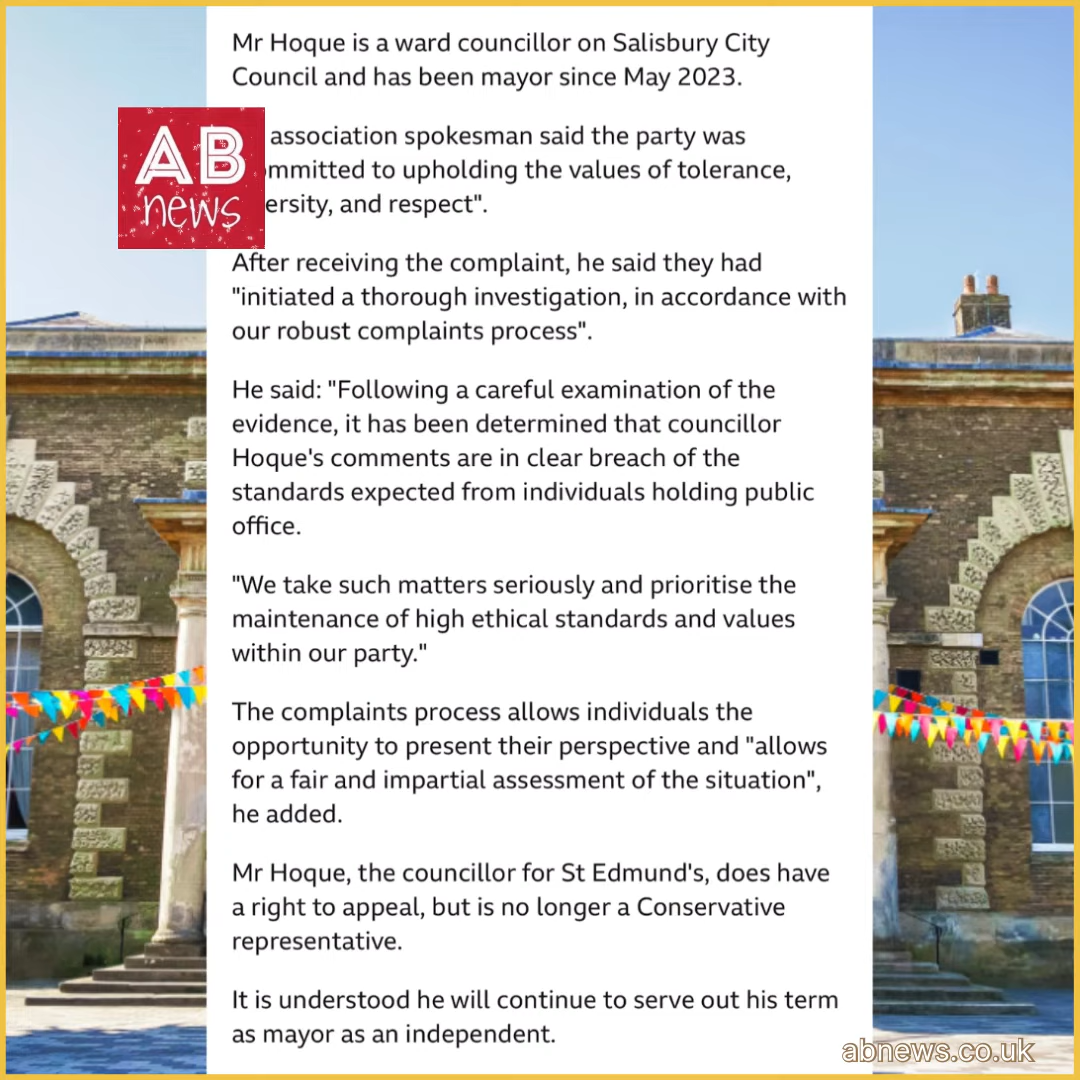 Mr Hoque is a ward councillor on Salisbury City
Council and has been mayor since May 2023.
AB
news
association spokesman said the party was
ommitted to upholding the values of tolerance,
ersity, and respect".
After receiving the complaint, he said they had
"initiated a thorough investigation, in accordance with
our robust complaints process".
He said: "Following a careful examination of the
evidence, it has been determined that councillor
Hoque's comments are in clear breach of the
standards expected from individuals holding public
office.
"We take such matters seriously and prioritise the
maintenance of high ethical standards and values
within our party."
The complaints process allows individuals the
opportunity to present their perspective and "allows
for a fair and impartial assessment of the situation",
he added.
Mr Hoque, the councillor for St Edmund's, does have
a right to appeal, but is no longer a Conservative
representative.
It is understood he will continue to serve out his term
as mayor as an independent.
abnews.co.uk